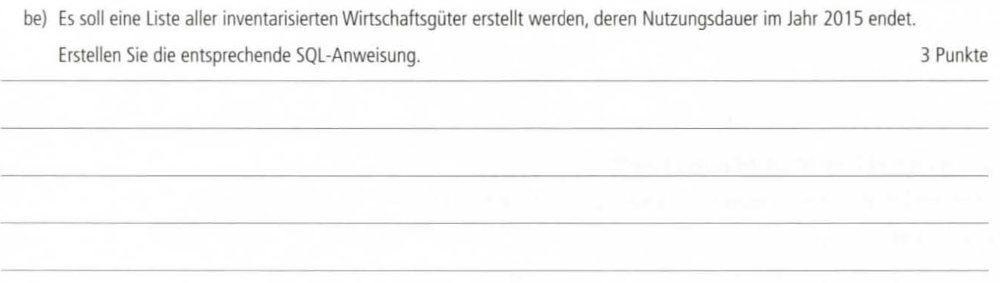 be) Es soll eine Liste aller inventarisierten Wirtschaftsgüter erstellt werden, deren Nutzungsdauer im Jahr 2015 endet.
Erstellen Sie die entsprechende SQL-Anweisung. 3 Punkte